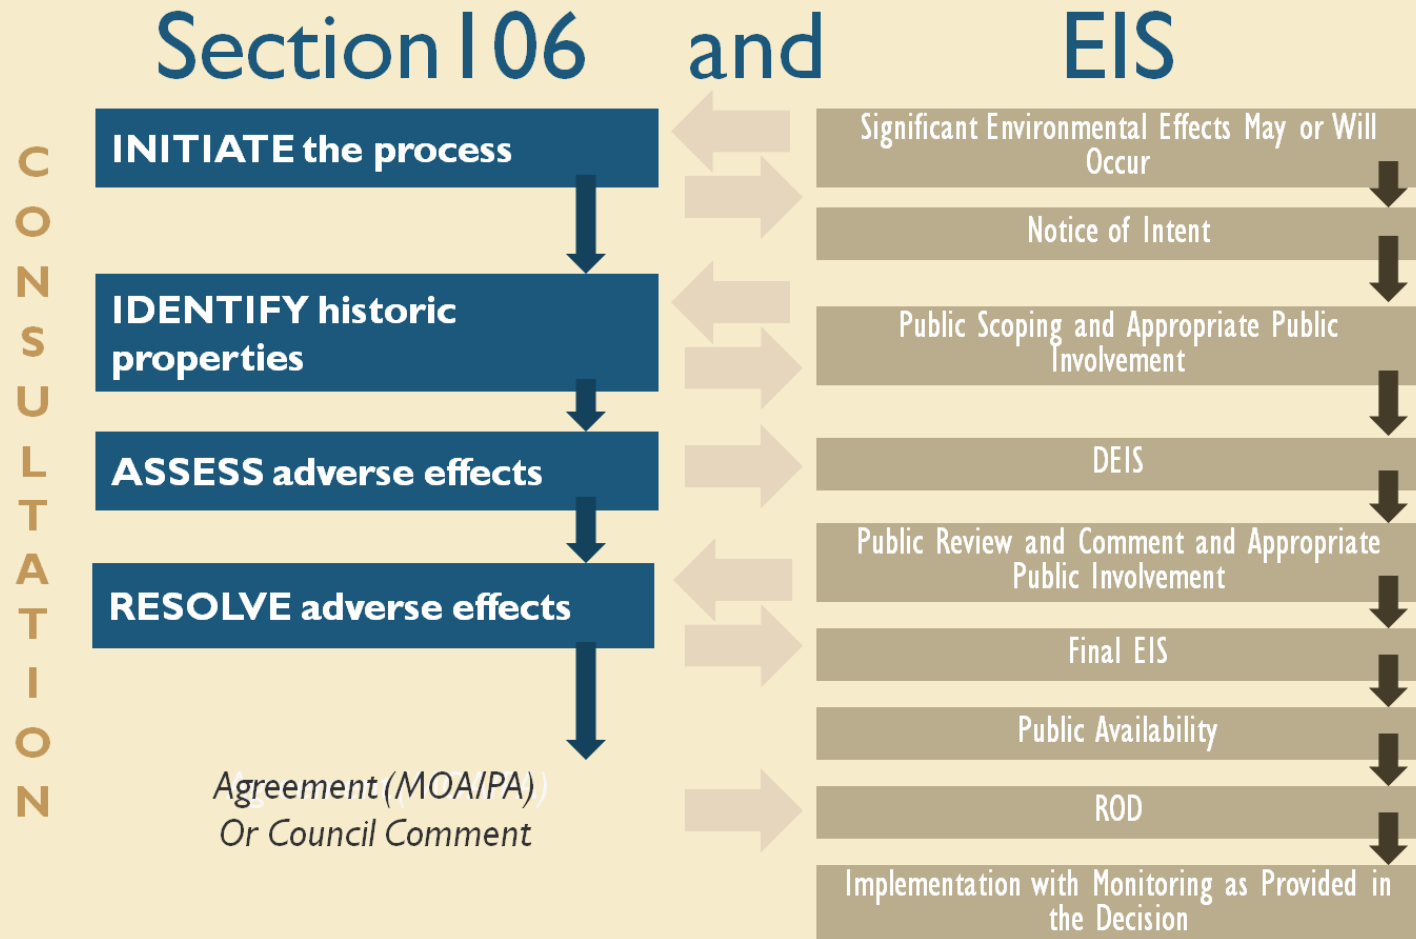 Section106 and EIS
CONSULTATION
INITIATE the process
IDENTIFY historic
properties
ASSESS adverse effects
RESOLVE adverse effects
Agreement (MOA/PA)
Or Council Comment
Significant Environmental Effects May or Will
Occur
Notice of Intent
Public Scoping and Appropriate Public
Involvement
DEIS
Public Review and Comment and Appropriate
Public Involvement
Final EIS
Public Availability
ROD
Implementation with Monitoring as Provided in
the Decision